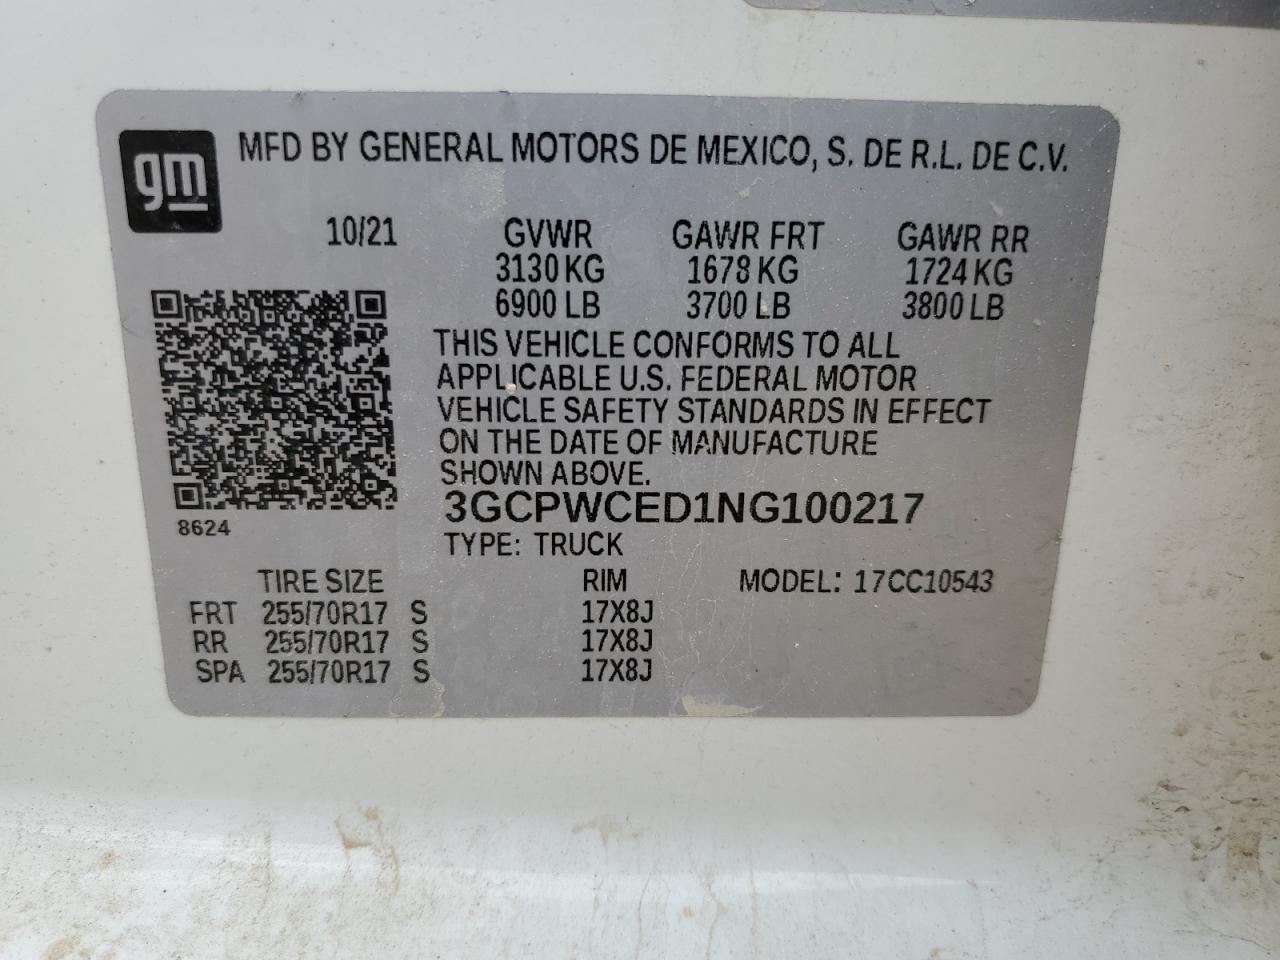 gm
MFD BY GENERAL MOTORS DE MEXICO, S. DE R.L. DE C.V.
10/21 GVWR GAWR FRT GAWR RR
3130 KG 1678 KG 1724 KG
6900 LB 3700 LB 3800 LB
THIS VEHICLE CONFORMS TO ALL
APPLICABLE U.S. FEDERAL MOTOR
VEHICLE SAFETY STANDARDS IN EFFECT
ON THE DATE OF MANUFACTURE
SHOWN ABOVE.
3GCPWCED1NG100217
8624
TYPE: TRUCK
TIRE SIZE RIM MODEL: 17CC10543
FRT 255/70R17 S 17X8J
RR 255/70R17 S 17X8J
SPA 255/70R17 S 17X8J